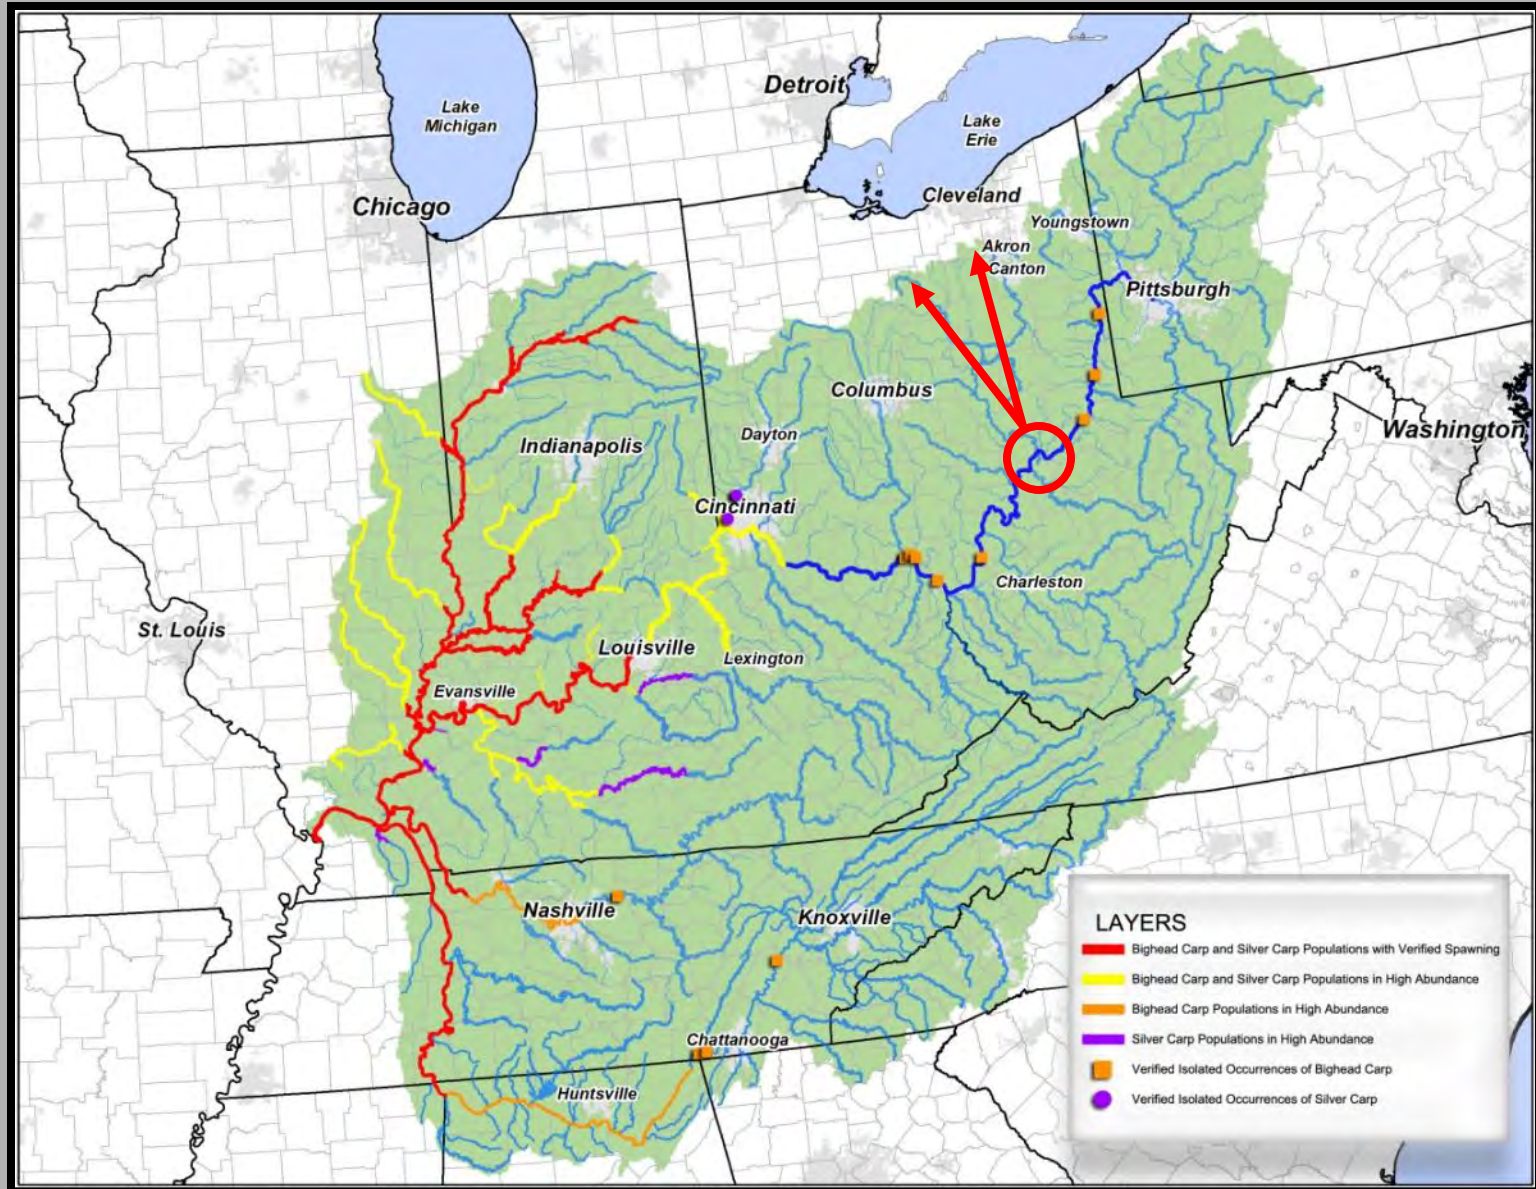 Detroit
Lake
Michigan
Lake
Erie
Cleveland
Chicago
Youngstown
Akron
Canton
Pittsburgh
Columbus
Washington
Dayton
Indianapolis
Cincinnati
Charleston
St. Louis
Louisville
Lexington
Evansville
Nashville
Knoxville
Chattanooga
Huntsville
LAYERS
Bighead Carp and Silver Carp Populations with Verified Spawning
Bighead Carp and Silver Carp Populations in High Abundance
Bighead Carp Populations in High Abundance
Silver Carp Populations in High Abundance
Verified Isolated Occurrences of Bighead Carp
Verified Isolated Occurrences of Silver Carp